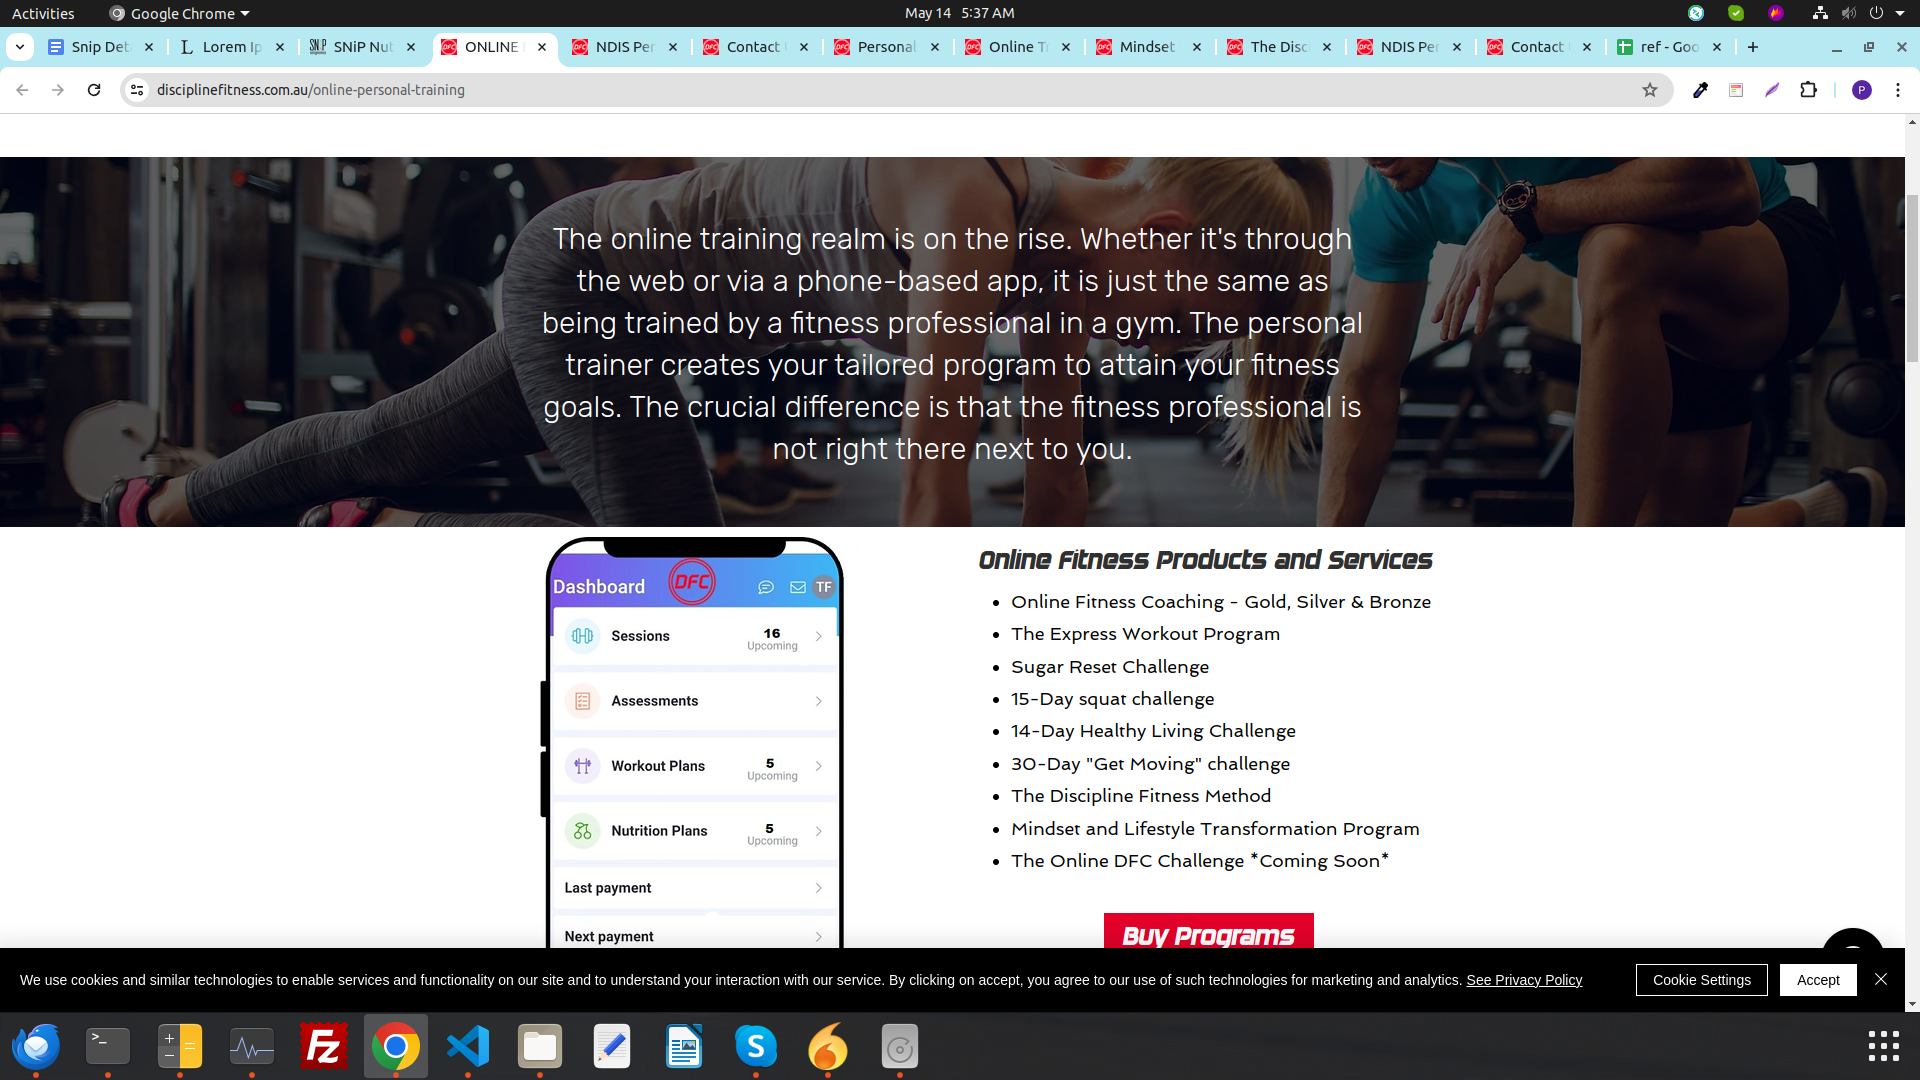 Activities
Google Chrome
May 14 5:37 AM
Snip Det
Lorem Ip
SNiP Nut
ONLINE
NDIS Per
Contact
Personal
Online Tr
Mindset
The Disc
NDIS Per
Contact
ref - Goo
disciplinefitness.com.au/online-personal-training
P
The online training realm is on the rise. Whether it's through
the web or via a phone-based app, it is just the same as
being trained by a fitness professional in a gym. The personal
trainer creates your tailored program to attain your fitness
goals. The crucial difference is that the fitness professional is
not right there next to you.
Dashboard
DFC
TF
Sessions
16
Upcoming
Assessments
Workout Plans
5
Upcoming
Nutrition Plans
5
Upcoming
Last payment
Next payment
Online Fitness Products and Services
Online Fitness Coaching - Gold, Silver & Bronze
The Express Workout Program
Sugar Reset Challenge
15-Day squat challenge
14-Day Healthy Living Challenge
30-Day "Get Moving" challenge
The Discipline Fitness Method
Mindset and Lifestyle Transformation Program
The Online DFC Challenge *Coming Soon*
Buy Programs
We use cookies and similar technologies to enable services and functionality on our site and to understand your interaction with our service. By clicking on accept, you agree to our use of such technologies for marketing and analytics. See Privacy Policy
Cookie Settings
Accept